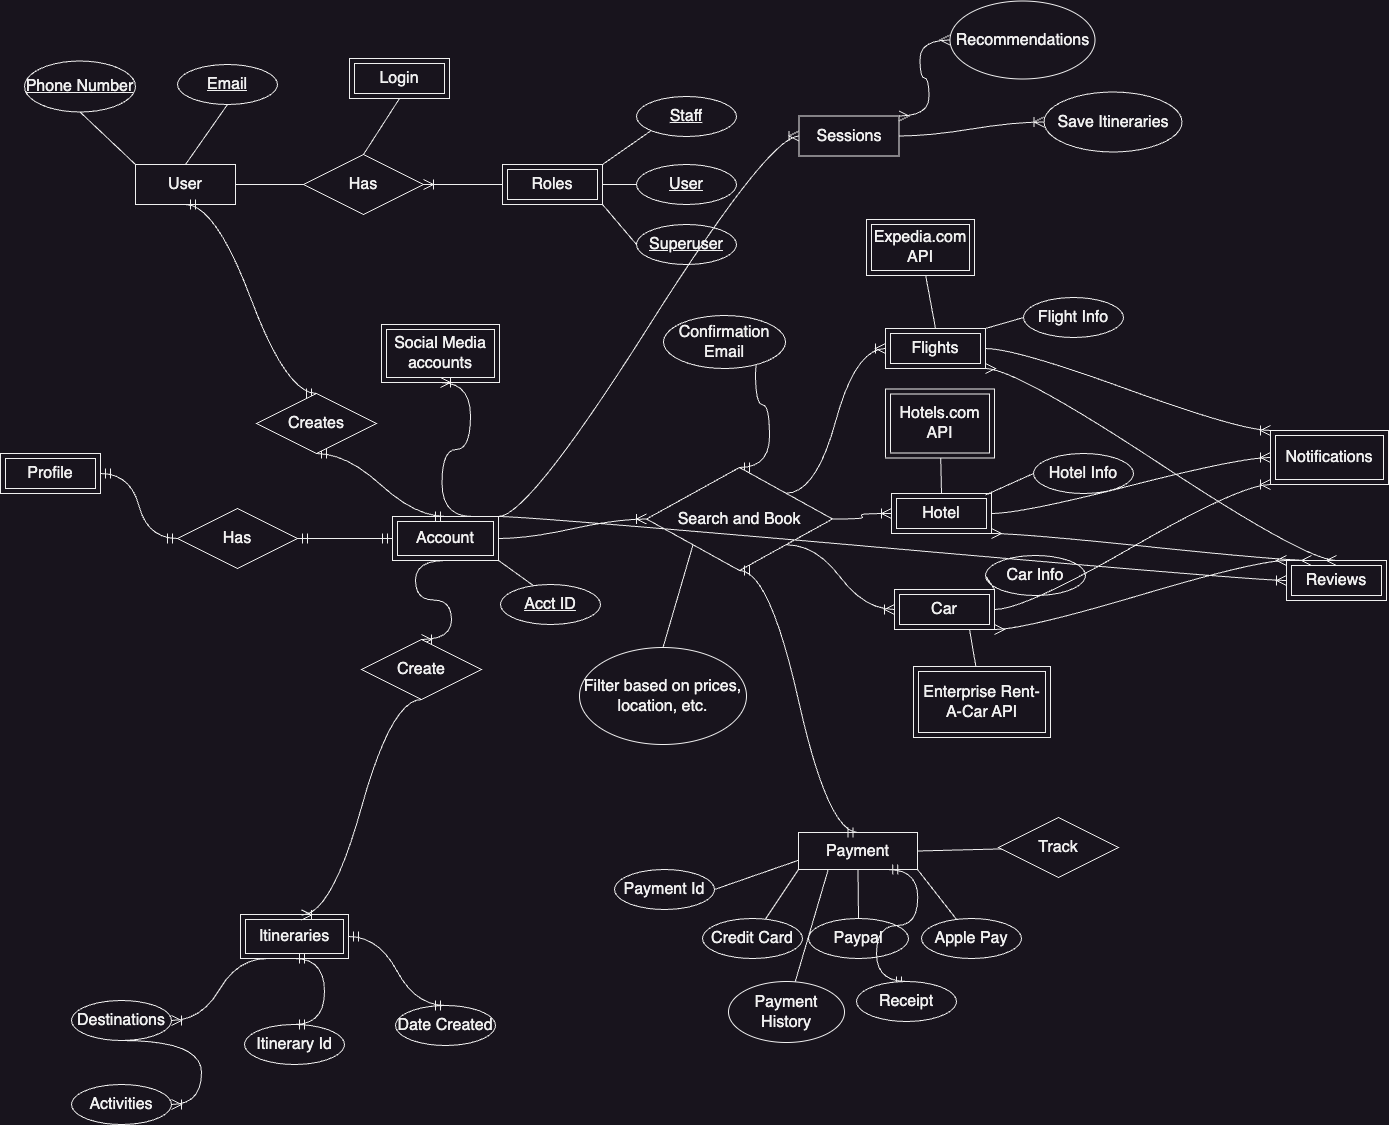 Recommendations
Phone Number
Email
Login
Staff
Save Itineraries
Sessions
User
Has
Roles
User
Superuser
Expedia.com
API
Flight Info
Confirmation
Email
Social Media
accounts
Flights
Creates
Hotels.com
API
Notifications
Profile
Hotel Info
Has
Account
Search and Book
Hotel
Car Info
Reviews
Acct ID
Car
Create
Filter based on prices,
location, etc.
Enterprise Rent-
A-Car API
Payment
Track
Payment Id
Credit Card
Paypal
Apple Pay
Itineraries
Payment
History
Receipt
Destinations
Itinerary Id
Date Created
Activities